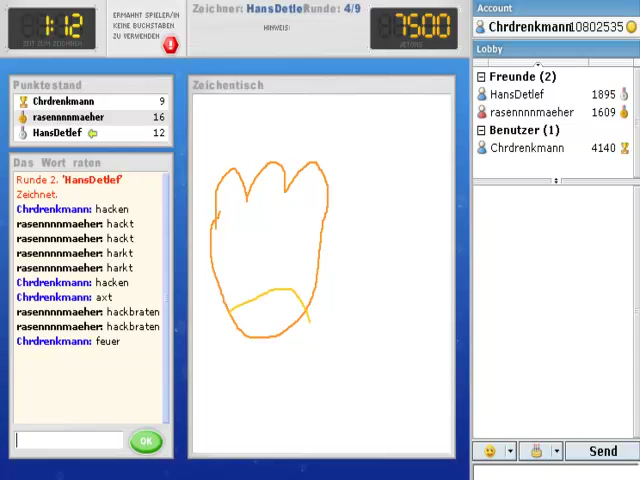 1:12
ZEIT ZUM ZEICHNEN
ERMAHNT SPIELER/IN
KEINE BUCHSTABEN
ZU VERWENDEN
Zeichner: HansDetle
Runde: 4/9
HINWEIS:
7500
JETONS
Account
Chrdrenkmann
10802535
Lobby
Freunde (2)
HansDetlef 1895
rasennnnmaeher 1609
Benutzer (1)
Chrdrenkmann 4140
Punktestand
Chrdrenkmann 9
rasennnnmaeher 16
HansDetlef 12
Zeichentisch
Das Wort raten
Runde 2. 'HansDetlef'
Zeichnet.
Chrdrenkmann: hacken
rasennnnmaeher: hackt
rasennnnmaeher: hackt
rasennnnmaeher: harkt
rasennnnmaeher: harkt
Chrdrenkmann: hacken
Chrdrenkmann: axt
rasennnnmaeher: hackbraten
rasennnnmaeher: hackbraten
Chrdrenkmann: feuer
OK
Send